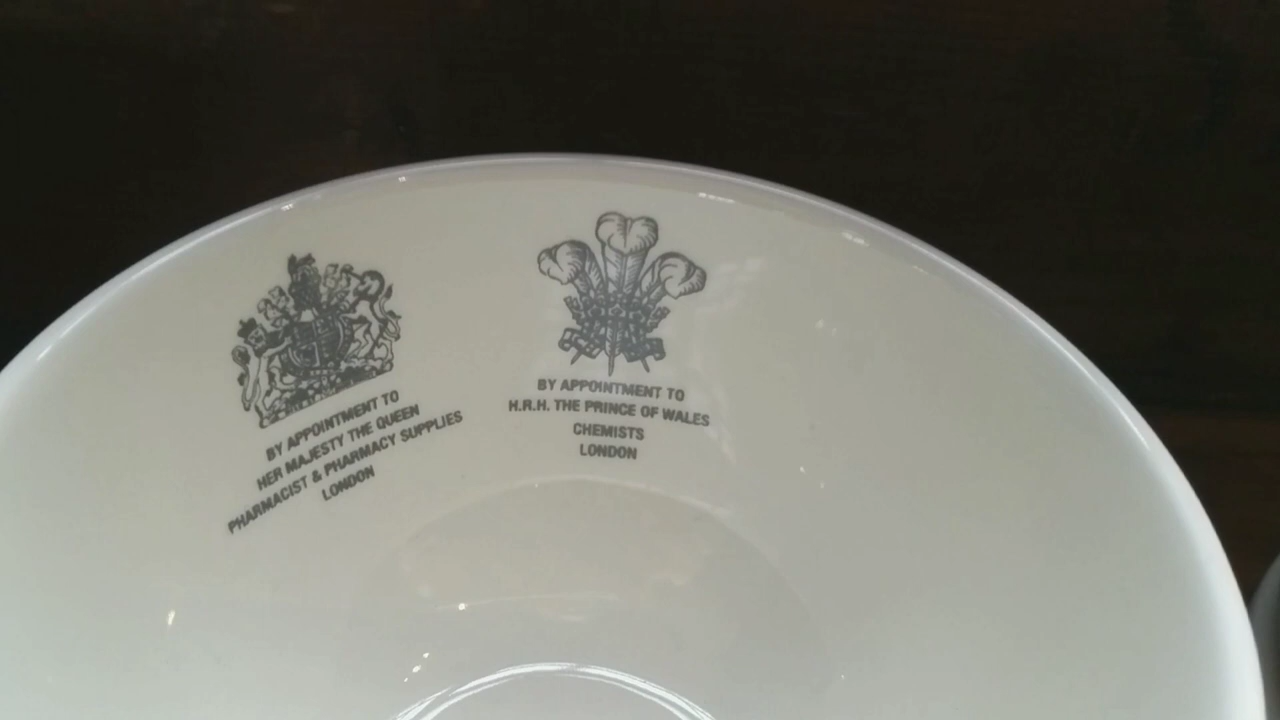 BY APPOINTMENT TO
HER MAJESTY THE QUEEN
PHARMACIST & PHARMACY SUPPLIES
LONDON
BY APPOINTMENT TO
H.R.H. THE PRINCE OF WALES
CHEMISTS
LONDON